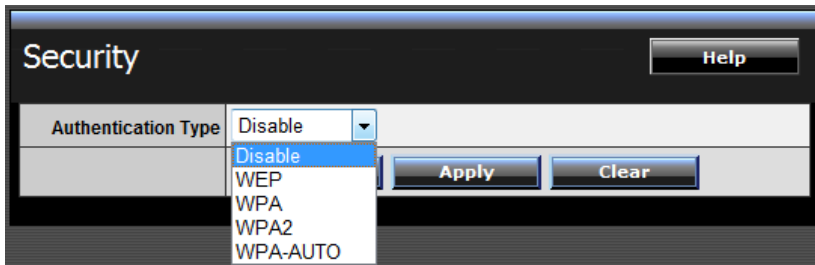 Security
Help
Authentication Type Disable
Disable
WEP
WPA
WPA2
WPA-AUTO
Apply
Clear